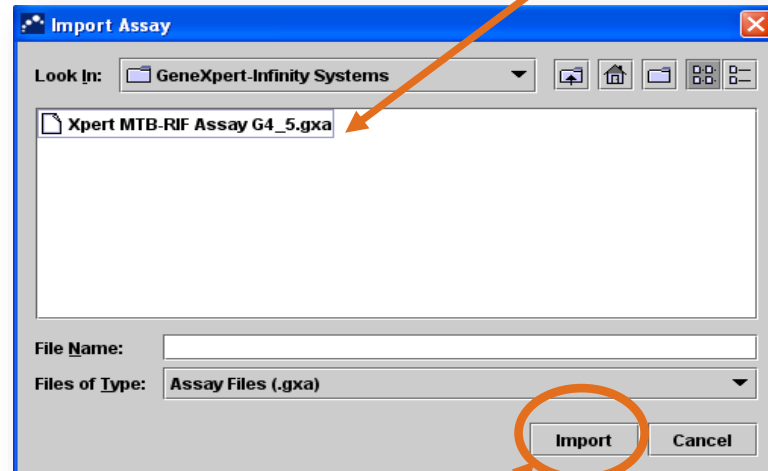 Import Assay
Look In: GeneXpert-Infinity Systems
Xpert MTB-RIF Assay G4_5.gxa
File Name:
Files of Type: Assay Files (.gxa)
Import Cancel